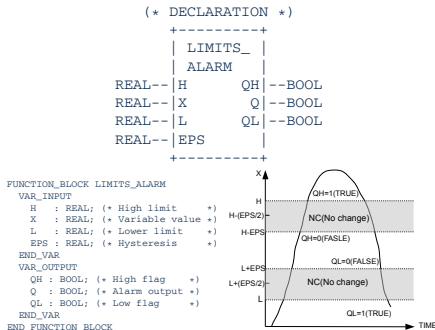 (* DECLARATION *)
+---------+
| LIMITS_ |
| ALARM |
REAL--|H QH|--BOOL
REAL--|X Q|--BOOL
REAL--|L QL|--BOOL
REAL--|EPS |
+---------+
FUNCTION_BLOCK LIMITS_ALARM
VAR_INPUT
H : REAL; (* High limit *)
X : REAL; (* Variable value *)
L : REAL; (* Lower limit *)
EPS : REAL; (* Hysteresis *)
END_VAR
VAR_OUTPUT
QH : BOOL; (* High flag *)
Q : BOOL; (* Alarm output *)
QL : BOOL; (* Low flag *)
END_VAR
END FUNCTION BLOCK
X
QH=1(TRUE)
H
H-(EPS/2)
NC(No change)
H-EPS
QH=0(FASLE)
QL=0(FALSE)
L+EPS
L+(EPS/2)
NC(No change)
L
QL=1(TRUE)
TIME